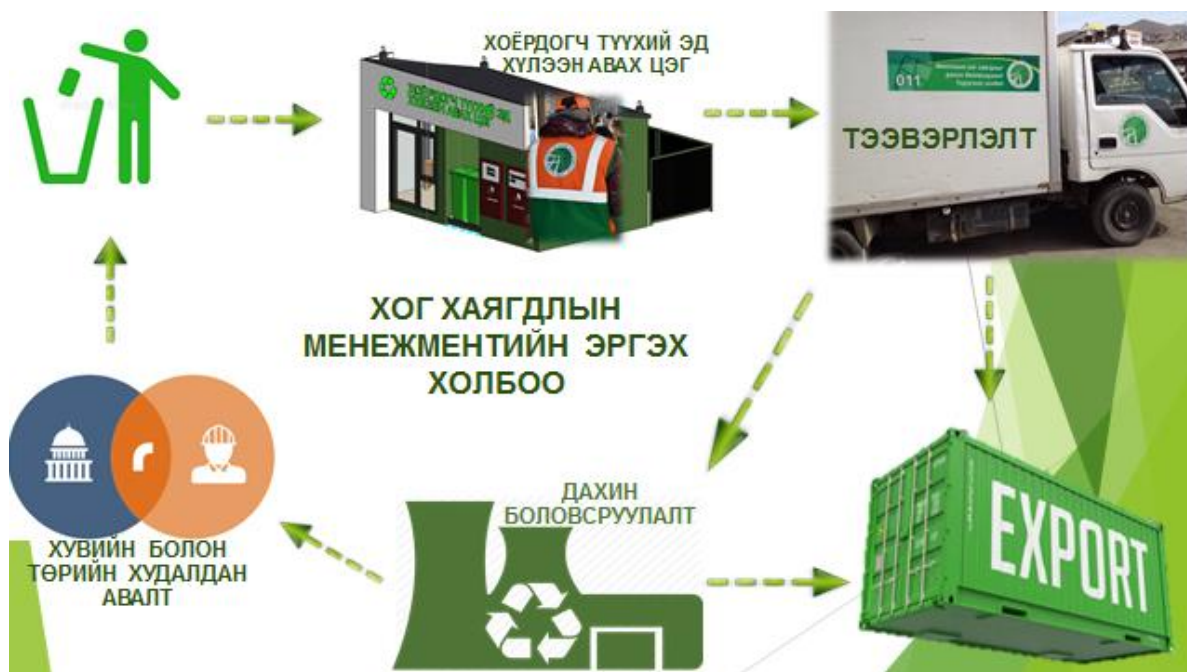 ХОЁРДОГЧ ТҮҮХИЙ ЭД
ХҮЛЭЭН АВАХ ЦЭГ
011
ТЭЭВЭРЛЭЛТ
ХОГ ХАЯГДЛЫН
МЕНЕЖМЕНТИЙН ЭРГЭХ
ХОЛБОО
ДАХИН
БОЛОВСРУУЛАЛТ
EXPORT
ХУВИЙН БОЛОН
ТӨРИЙН ХУДАЛДАН
АВАЛТ